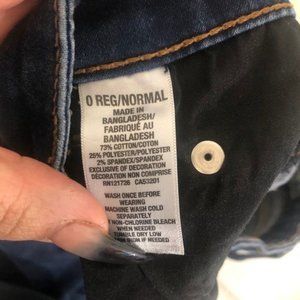 0 REG/NORMAL
MADE IN
BANGLADESH/
FABRIQUÉ AU
BANGLADESH
73% COTTON/COTON
25% POLYESTER/POLYESTER
2% SPANDEX/SPANDEX
EXCLUSIVE OF DECORATION
DÉCORATION NON COMPRISE
RN121726 CA53201
WASH ONCE BEFORE
WEARING
MACHINE WASH COLD
SEPARATELY
NON-CHLORINE BLEACH
WHEN NEEDED
TUMBLE DRY LOW
IRON IF NEEDED